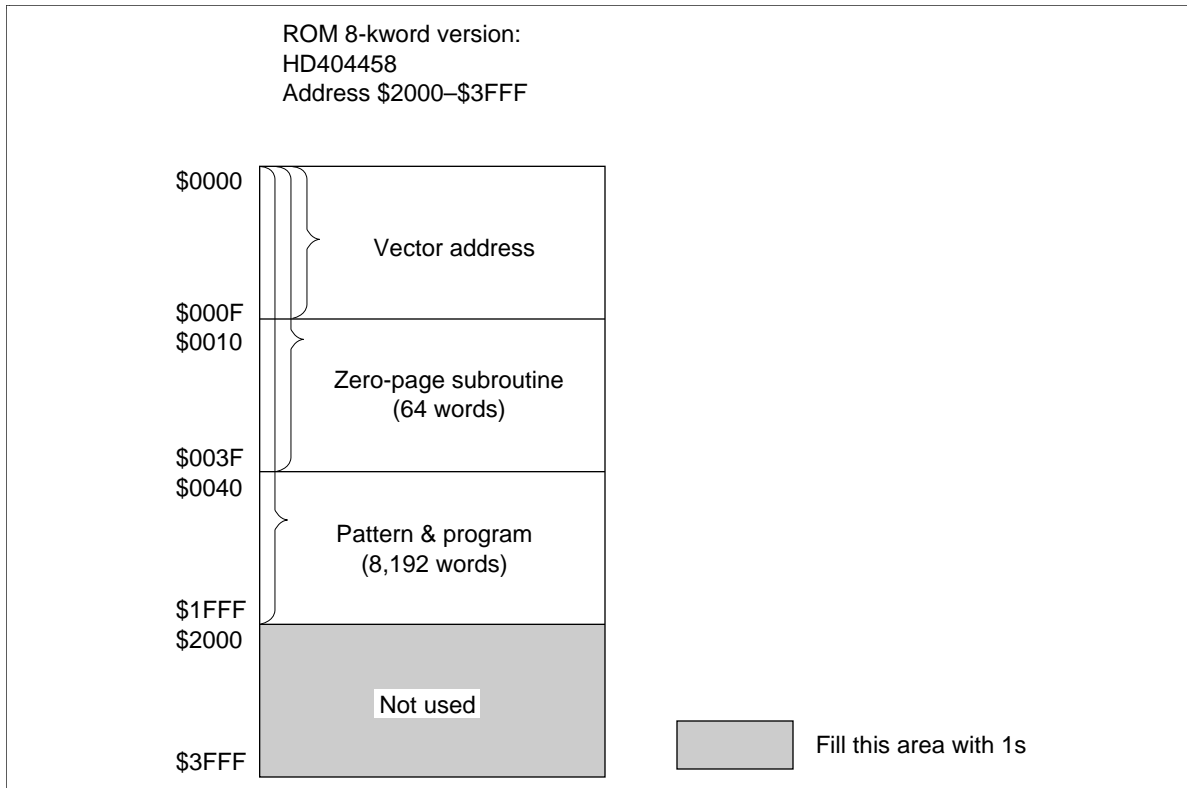 ROM 8-kword version:
HD404458
Address $2000–$3FFF
$0000
Vector address
$000F
$0010
Zero-page subroutine
(64 words)
$003F
$0040
Pattern & program
(8,192 words)
$1FFF
$2000
Not used
$3FFF
Fill this area with 1s